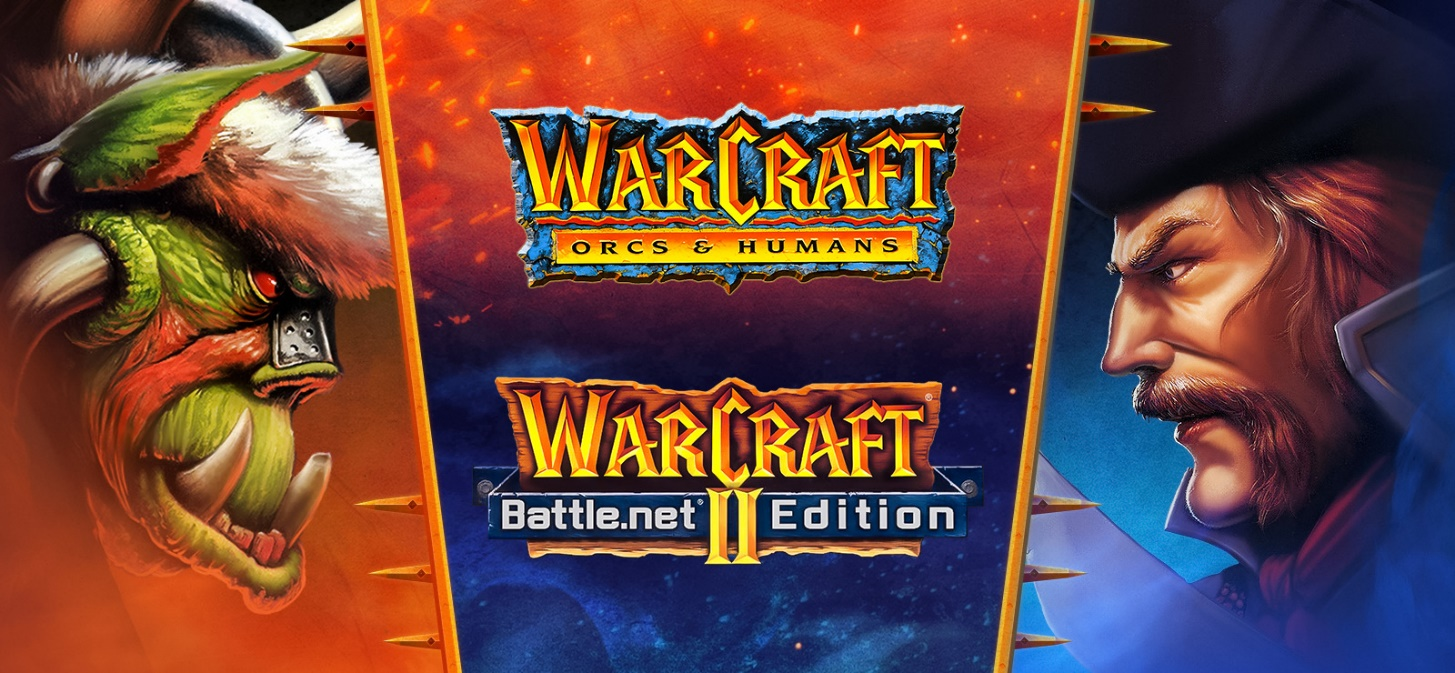 WARCRAFT®
ORCS & HUMANS
WARCRAFT®
II
Battle.net® Edition